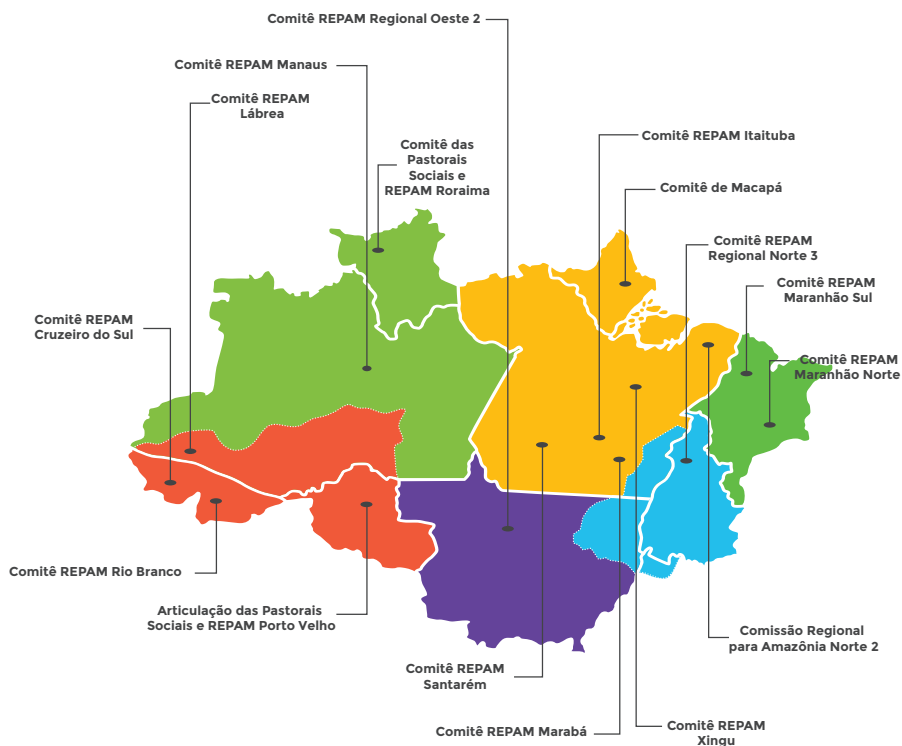 Comitê REPAM Regional Oeste 2
Comitê REPAM Manaus
Comitê REPAM
Lábrea
Comitê das
Pastorais
Sociais e
REPAM Roraima
Comitê REPAM Itaituba
Comitê de Macapá
Comitê REPAM
Regional Norte 3
Comitê REPAM
Maranhão Sul
Comitê REPAM
Cruzeiro do Sul
Comitê REPAM
Maranhão Norte
Comitê REPAM Rio Branco
Articulação das Pastorais
Sociais e REPAM Porto Velho
Comissão Regional
para Amazônia Norte 2
Comitê REPAM
Santarém
Comitê REPAM Marabá
Comitê REPAM
Xingu